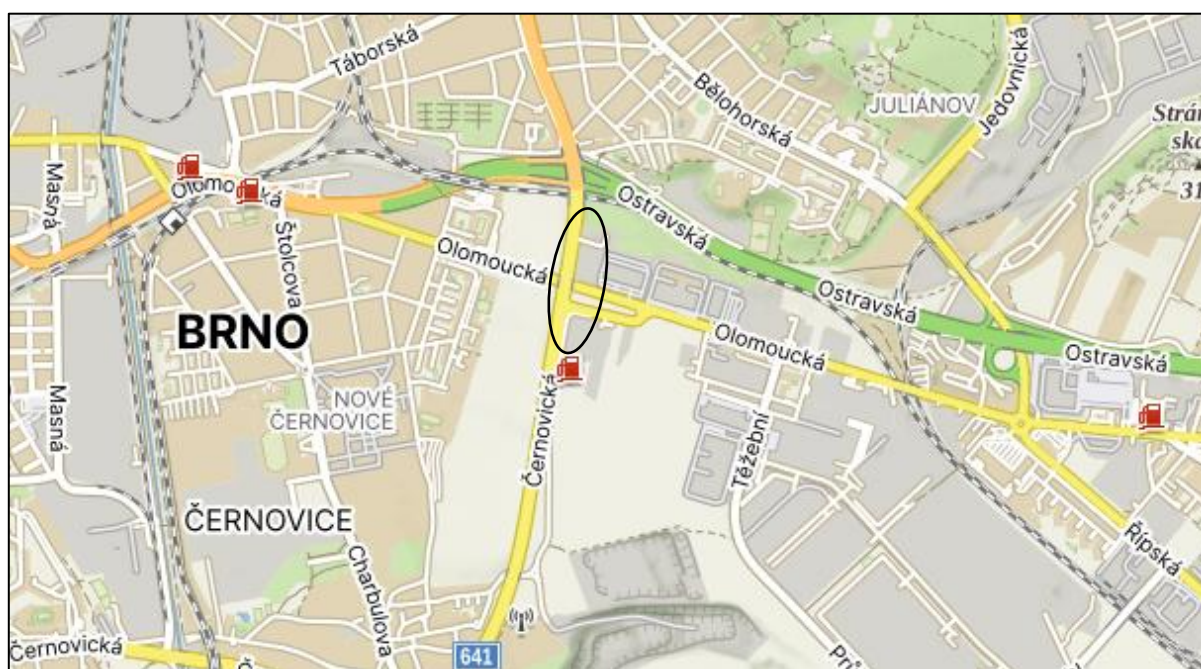 Táborská
Jedovnická
Bělohorská
JULIÁNOV
Strán
ská
31
Masná
Olomoucká
Štolcova
Ostravská
Olomoucká
Ostravská
BRNO
Olomoucká
Ostravská
Masná
NOVÉ
ČERNOVICE
Černovická
Těžební
ČERNOVICE
Charbulova
Řípská
Černovická
641